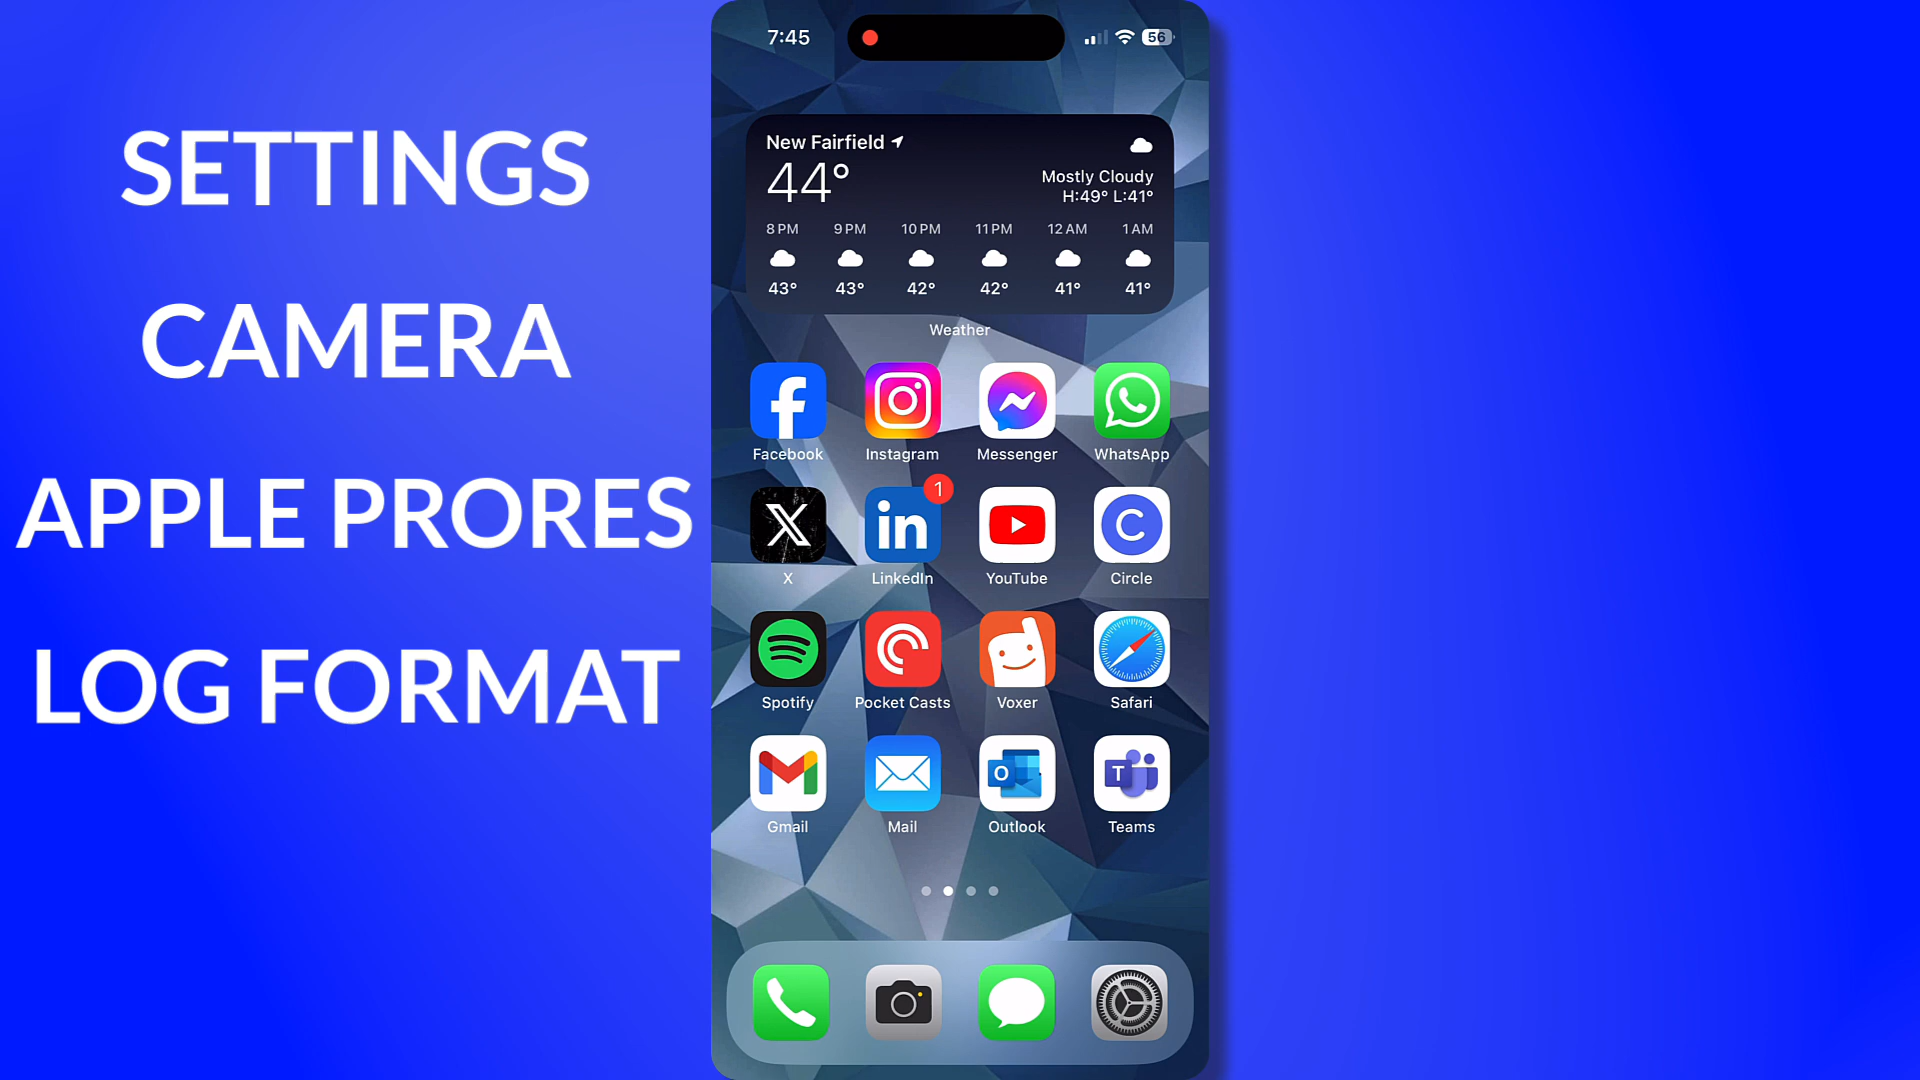 SETTINGS
CAMERA
APPLE PRORES
LOG FORMAT
7:45
56
New Fairfield
44°
Mostly Cloudy
H:49° L:41°
8 PM 9 PM 10 PM 11 PM 12 AM 1 AM
43° 43° 42° 42° 41° 41°
Weather
Facebook Instagram Messenger WhatsApp
1
in
C
X LinkedIn YouTube Circle
Spotify Pocket Casts Voxer Safari
O
T
Gmail Mail Outlook Teams